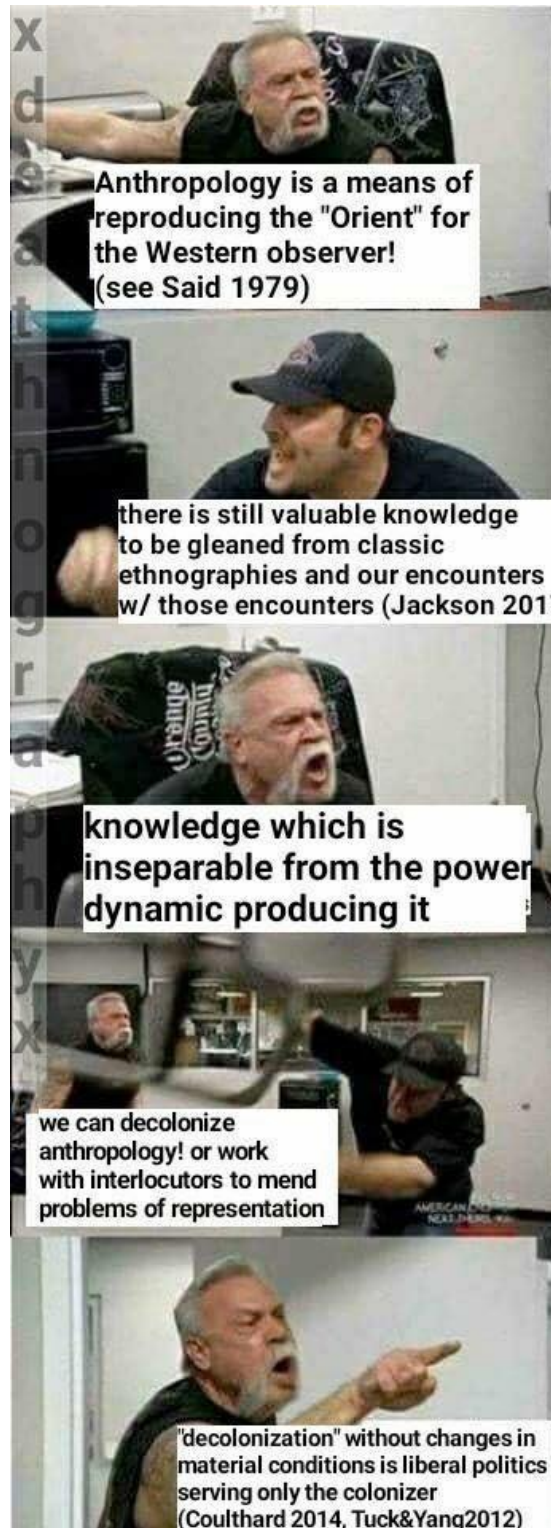 Anthropology is a means of
reproducing the "Orient" for
the Western observer!
(see Said 1979)
there is still valuable knowledge
to be gleaned from classic
ethnographies and our encounters
w/ those encounters (Jackson 201
Orange
County
knowledge which is
inseparable from the power
dynamic producing it
we can decolonize
anthropology! or work
with interlocutors to mend
problems of representation
AMERICAN
"decolonization" without changes in
material conditions is liberal politics
serving only the colonizer
(Coulthard 2014, Tuck&Yang2012)
xdeathnographyx